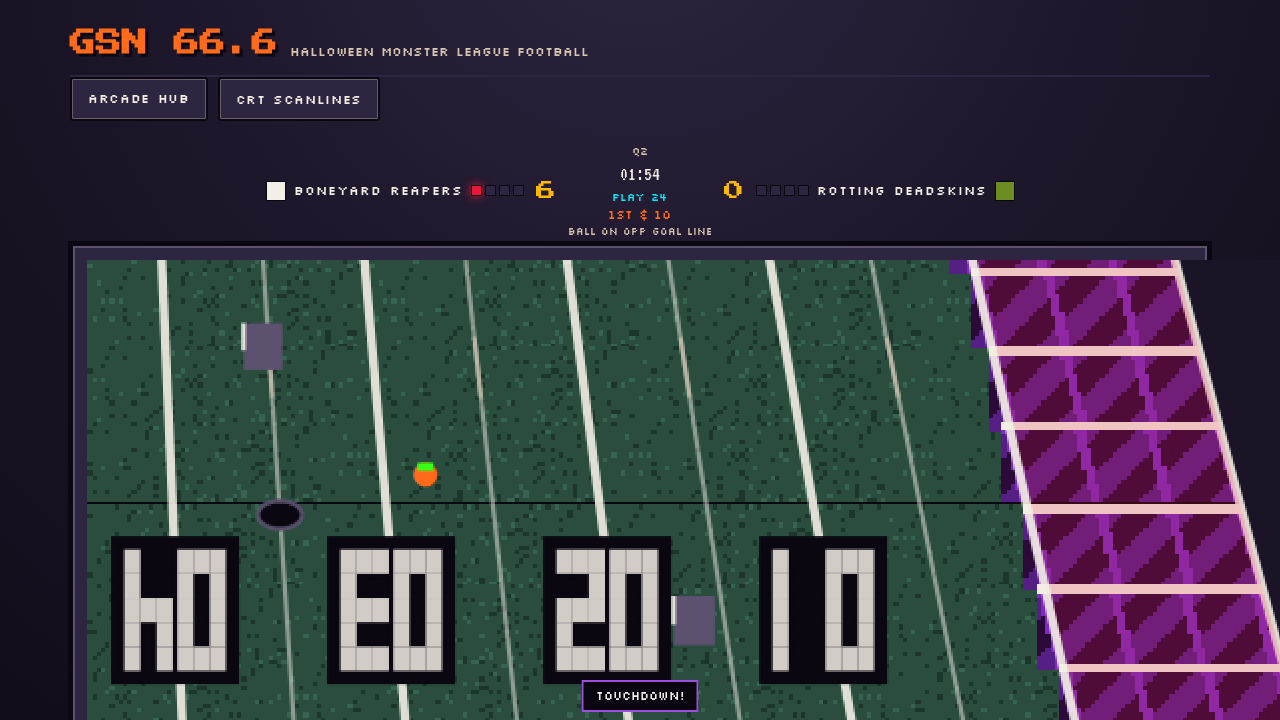 GSN 66.6
HALLOWEEN MONSTER LEAGUE FOOTBALL
ARCADE HUB
CRT SCANLINES
Q2
01:54
BONEYARD REAPERS 6
0 ROTTING DEADSKINS
PLAY 24
1ST $ 10
BALL ON OPP GOAL LINE
40 30 20 10
TOUCHDOWN!